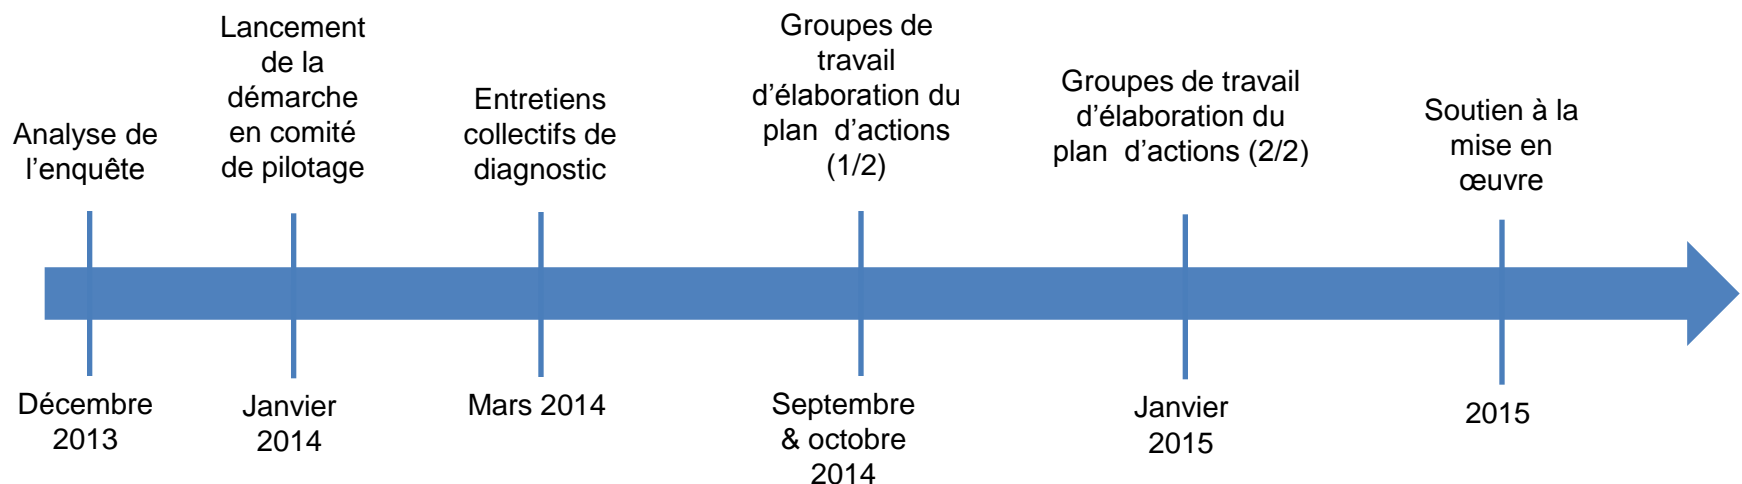 Analyse de
l’enquête
Lancement
de la
démarche
en comité
de pilotage
Entretiens
collectifs de
diagnostic
Groupes de
travail
d’élaboration du
plan  d’actions
(1/2)
Groupes de travail
d’élaboration du
plan  d’actions (2/2)
Soutien à la
mise en
œuvre
Décembre
2013
Janvier
2014
Mars 2014
Septembre
& octobre
2014
Janvier
2015
2015